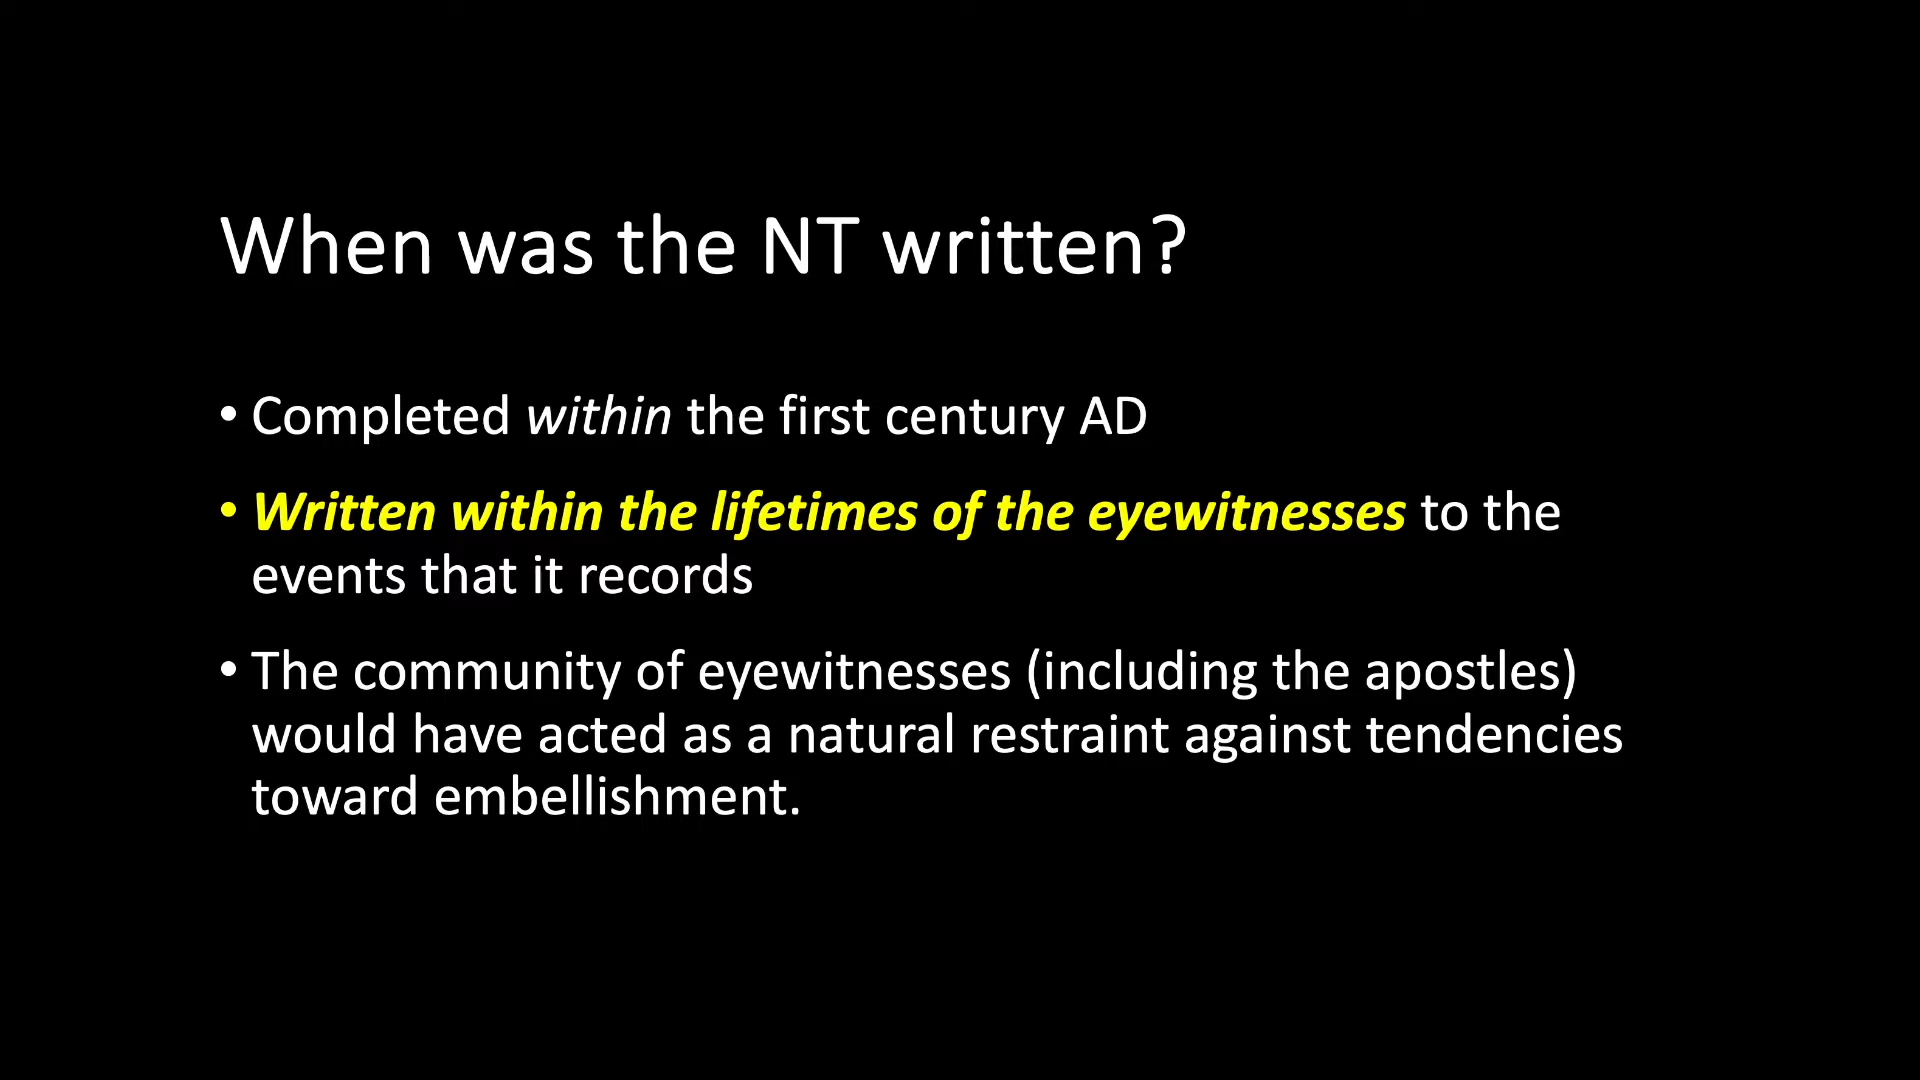 When was the NT written?
• Completed within the first century AD
• Written within the lifetimes of the eyewitnesses to the
events that it records
• The community of eyewitnesses (including the apostles)
would have acted as a natural restraint against tendencies
toward embellishment.